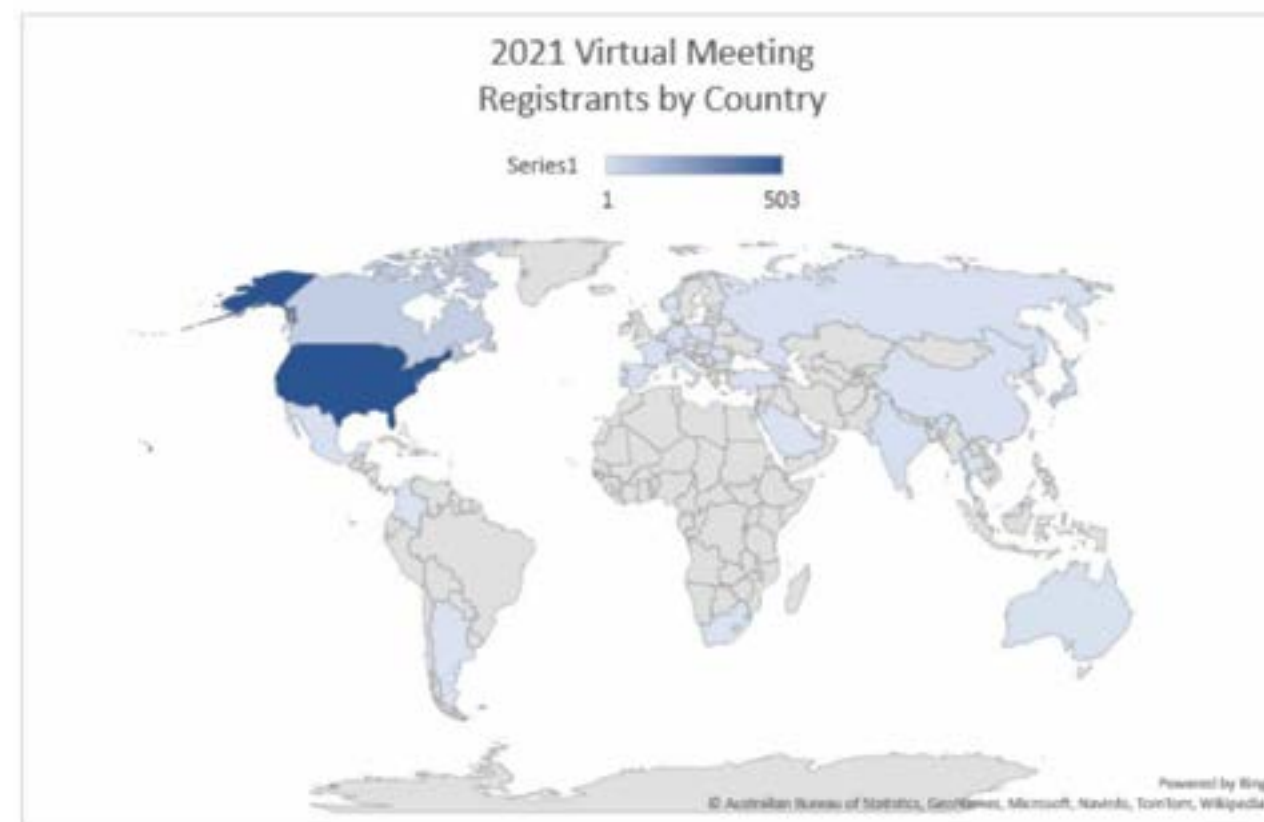 2021 Virtual Meeting
Registrants by Country
Series1
1 503
Powered by Bing
© Australian Bureau of Statistics, GeoNames, Microsoft, Navinfo, TomTom, Wikipedia